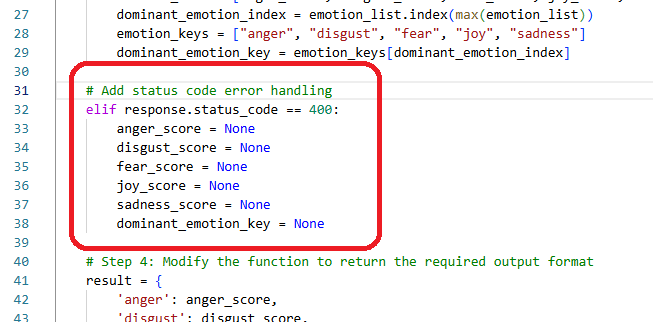 27 dominant_emotion_index = emotion_list.index(max(emotion_list))
28 emotion_keys = ["anger", "disgust", "fear", "joy", "sadness"]
29 dominant_emotion_key = emotion_keys[dominant_emotion_index]
30
31 # Add status code error handling
32 elif response.status_code == 400:
33 anger_score = None
34 disgust_score = None
35 fear_score = None
36 joy_score = None
37 sadness_score = None
38 dominant_emotion_key = None
39
40 # Step 4: Modify the function to return the required output format
41 result = {
42 'anger': anger_score,
43 'disgust': disgust_score,